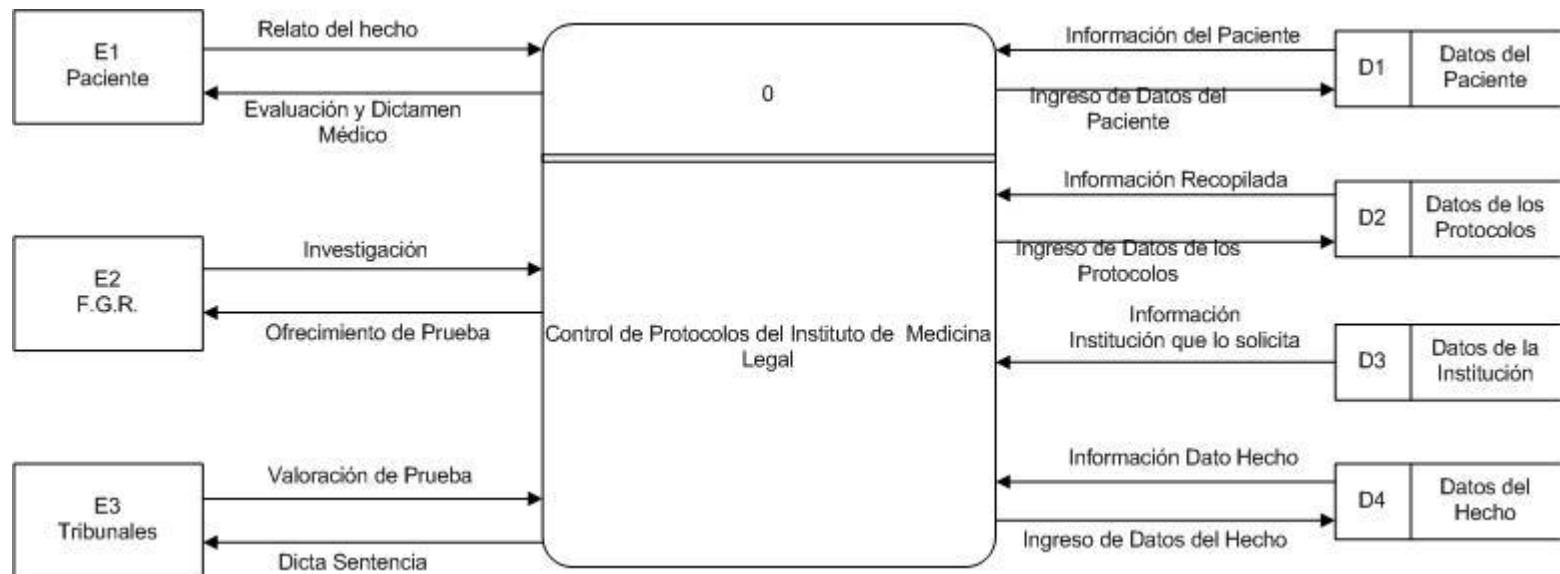 E1
Paciente
Relato del hecho
Evaluación y Dictamen
Médico
E2
F.G.R.
Investigación
Ofrecimiento de Prueba
E3
Tribunales
Valoración de Prueba
Dicta Sentencia
0
Control de Protocolos del Instituto de Medicina
Legal
Información del Paciente
Ingreso de Datos del
Paciente
D1
Datos del
Paciente
Información Recopilada
Ingreso de Datos de los
Protocolos
D2
Datos de los
Protocolos
Información
Institución que lo solicita
D3
Datos de la
Institución
Información Dato Hecho
Ingreso de Datos del Hecho
D4
Datos del
Hecho